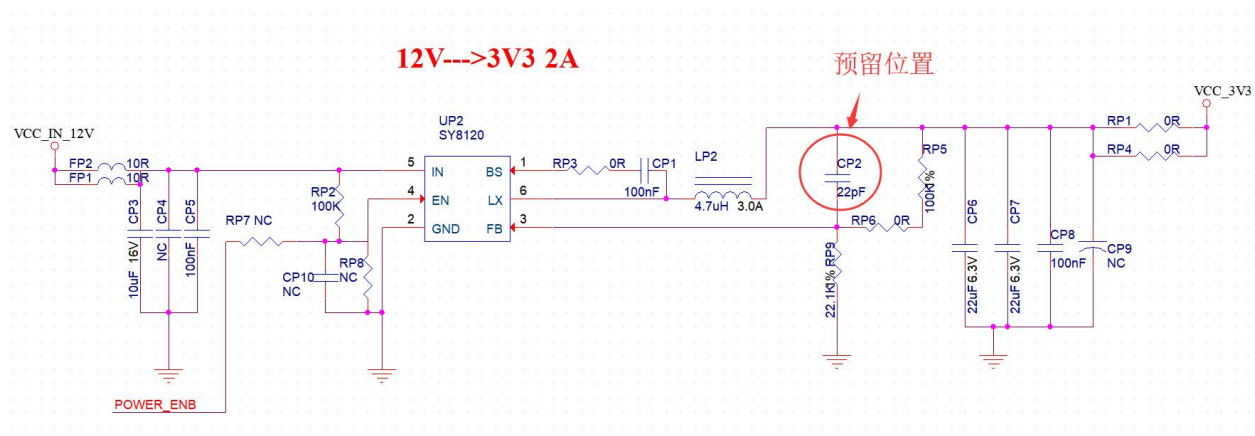 12V--->3V3 2A
预留位置
VCC_3V3
VCC_IN_12V
UP2
SY8120
RP1 0R
RP4 0R
FP2 10R
FP1 10R
5 IN
4 EN
2 GND
BS 1
LX 6
FB 3
RP3 0R
CP1
100nF
LP2
4.7uH 3.0A
CP2
22pF
RP5
100K 1%
RP6 0R
RP9
22.1K 1%
RP2
100K
RP7 NC
CP3
10uF 16V
CP4
NC
CP5
100nF
CP10
NC
RP8
NC
CP6
22uF 6.3V
CP7
22uF 6.3V
CP8
100nF
CP9
NC
POWER_ENB